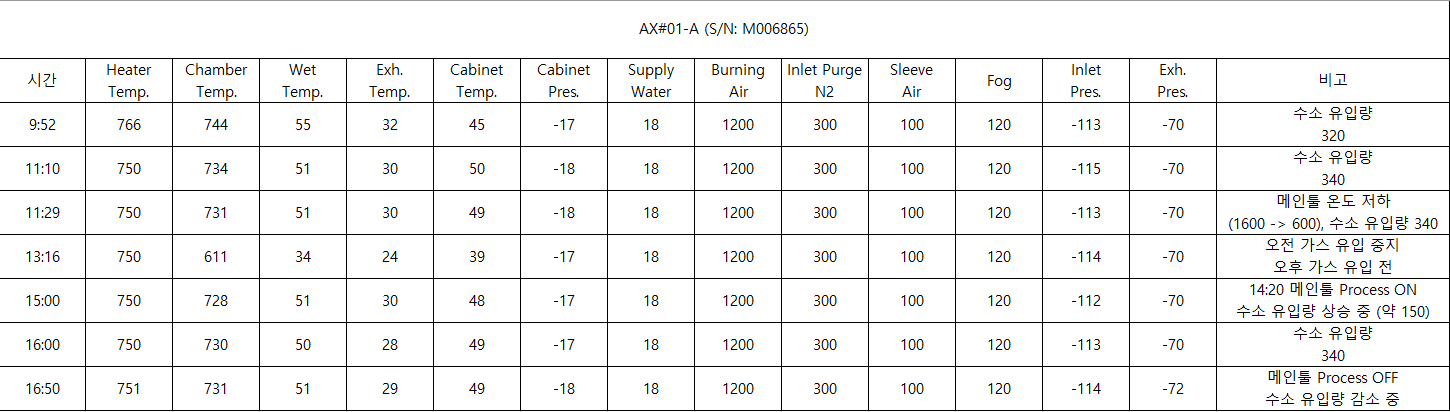 AX#01-A (S/N: M006865)
시간 Heater Temp. Chamber Temp. Wet Temp. Exh. Temp. Cabinet Temp. Cabinet Pres. Supply Water Burning Air Inlet Purge N2 Sleeve Air Fog Inlet Pres. Exh. Pres. 비고
9:52 766 744 55 32 45 -17 18 1200 300 100 120 -113 -70 수소 유입량 320
11:10 750 734 51 30 50 -18 18 1200 300 100 120 -115 -70 수소 유입량 340
11:29 750 731 51 30 49 -18 18 1200 300 100 120 -113 -70 메인툴 온도 저하 (1600 -> 600), 수소 유입량 340
13:16 750 611 34 24 39 -17 18 1200 300 100 120 -114 -70 오전 가스 유입 중지 오후 가스 유입 전
15:00 750 728 51 30 48 -17 18 1200 300 100 120 -112 -70 14:20 메인툴 Process ON 수소 유입량 상승 중 (약 150)
16:00 750 730 50 28 49 -17 18 1200 300 100 120 -113 -70 수소 유입량 340
16:50 751 731 51 29 49 -18 18 1200 300 100 120 -114 -72 메인툴 Process OFF 수소 유입량 감소 중